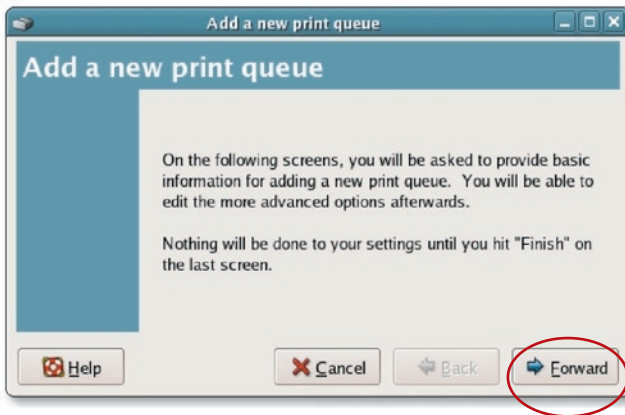 Add a new print queue
Add a new print queue
On the following screens, you will be asked to provide basic
information for adding a new print queue. You will be able to
edit the more advanced options afterwards.
Nothing will be done to your settings until you hit "Finish" on
the last screen.
Help
Cancel
Back
Forward